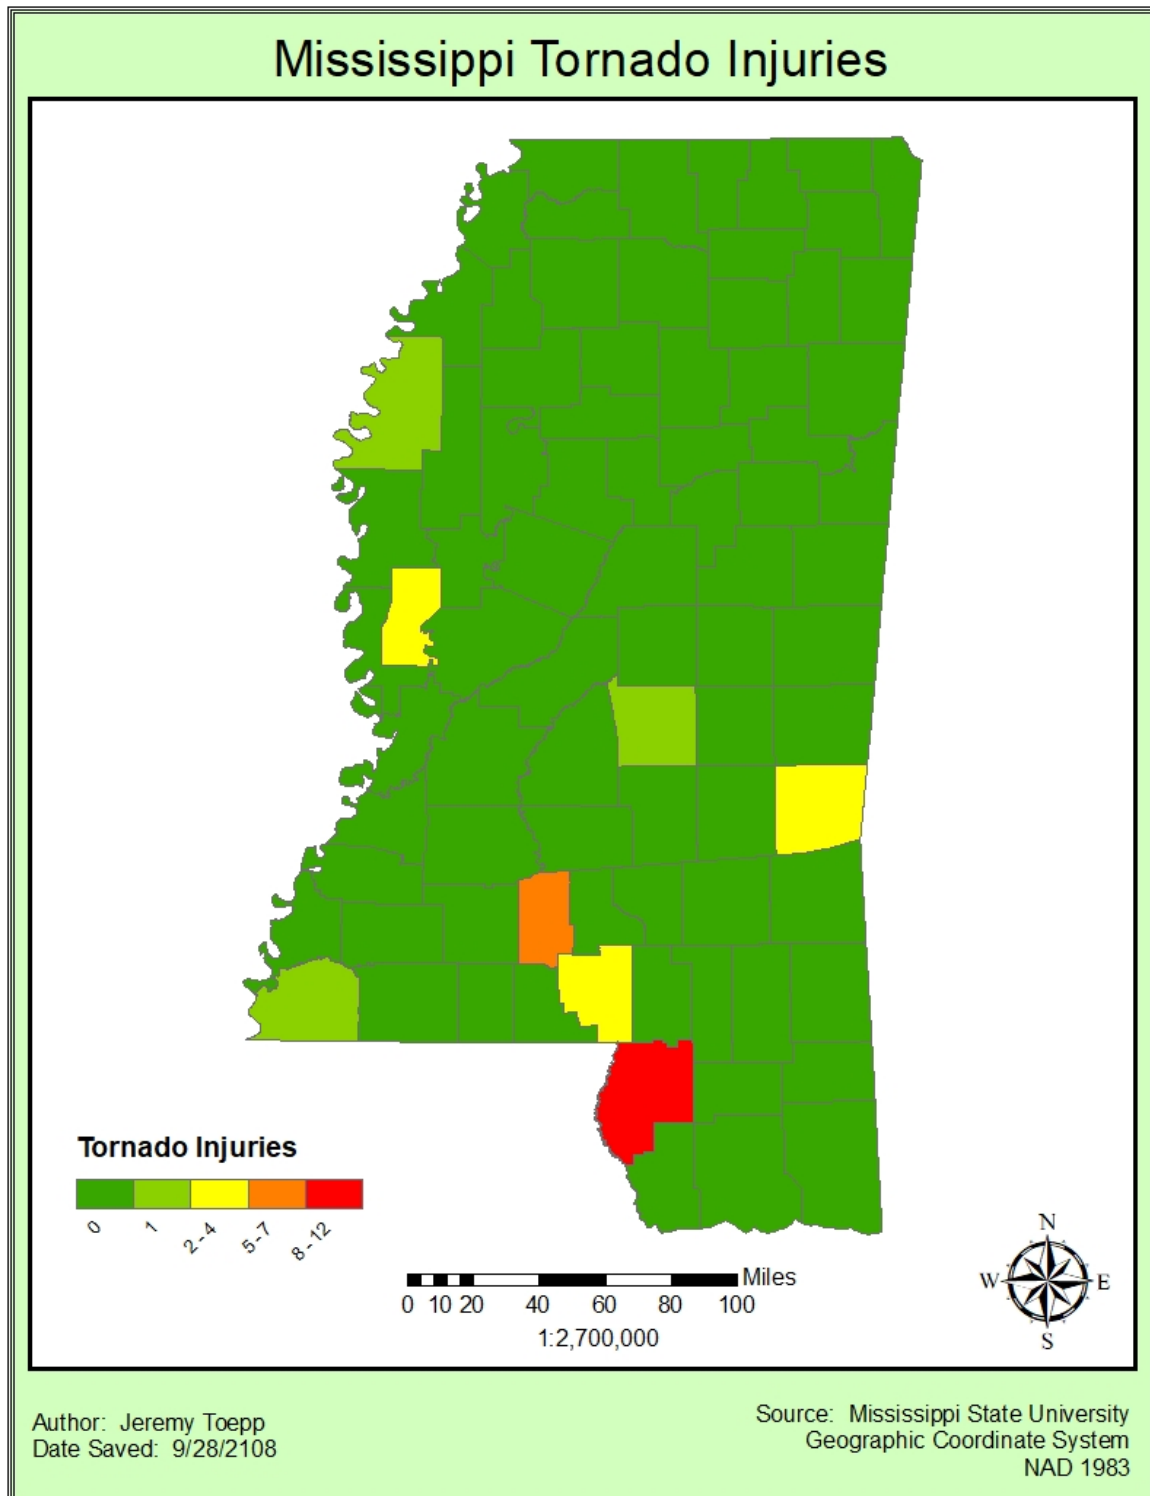 Mississippi Tornado Injuries
Tornado Injuries
0 1 2 - 4 5 - 7 8 - 12
Miles
0 10 20 40 60 80 100
1:2,700,000
N
W E
S
Author: Jeremy Toepp
Date Saved: 9/28/2108
Source: Mississippi State University
Geographic Coordinate System
NAD 1983